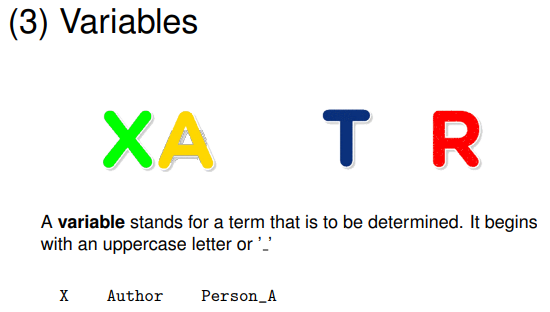 (3) Variables
XA T R
A variable stands for a term that is to be determined. It begins
with an uppercase letter or ’_’
X Author Person_A